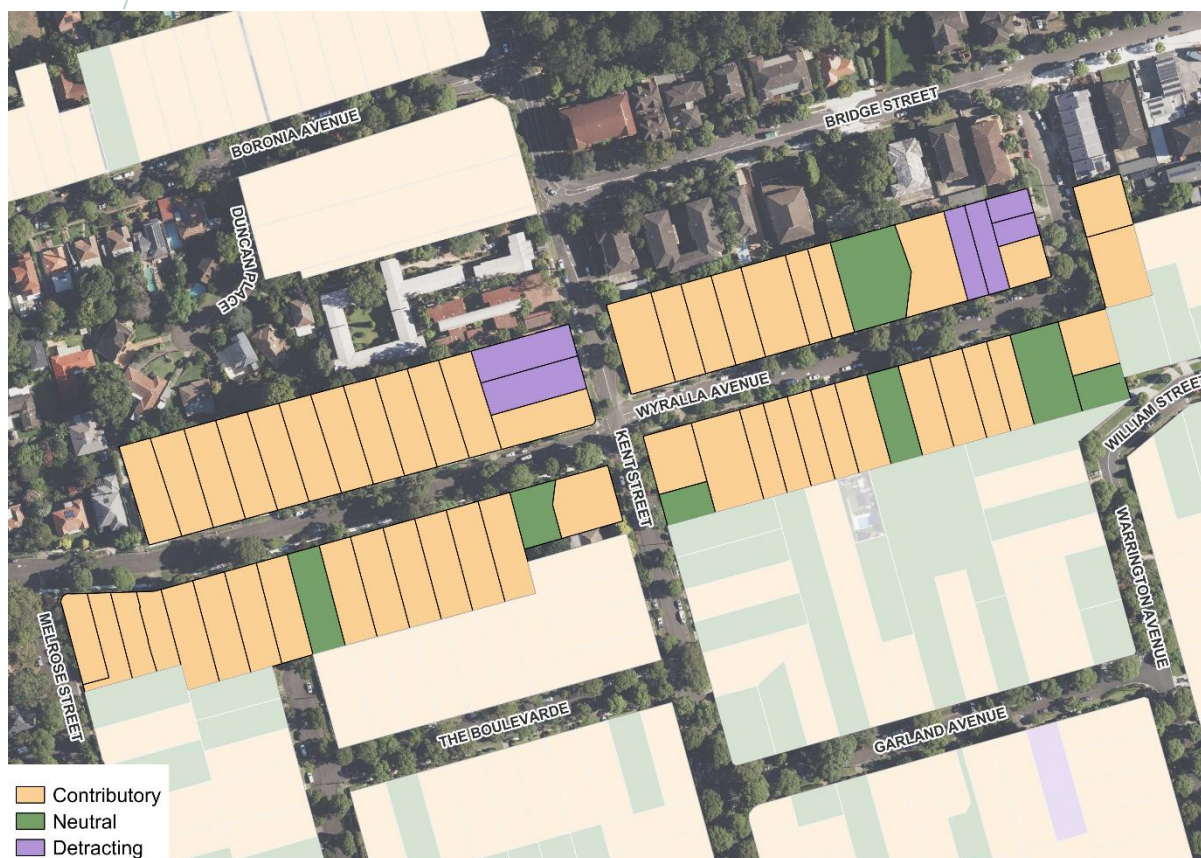 BORONIA AVENUE
BRIDGE STREET
DUNCAN PLACE
WYRALLA AVENUE
KENT STREET
WILLIAM STREET
WARRINGTON AVENUE
MELROSE STREET
THE BOULEVARDE
GARLAND AVENUE
Contributory
Neutral
Detracting